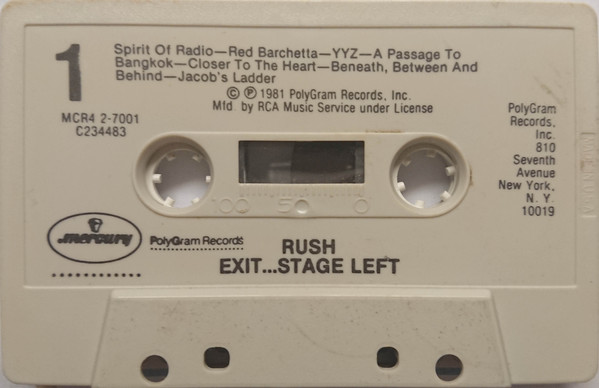 1
Spirit Of Radio—Red Barchetta—YYZ—A Passage To
Bangkok—Closer To The Heart—Beneath, Between And
Behind—Jacob's Ladder
© ℗ 1981 PolyGram Records, Inc.
Mfd. by RCA Music Service under License
MCR4 2-7001
C234483
PolyGram
Records,
Inc.
810
Seventh
Avenue
New York,
N. Y.
10019
100 50 0
mercury
PolyGram Records
RUSH
EXIT...STAGE LEFT